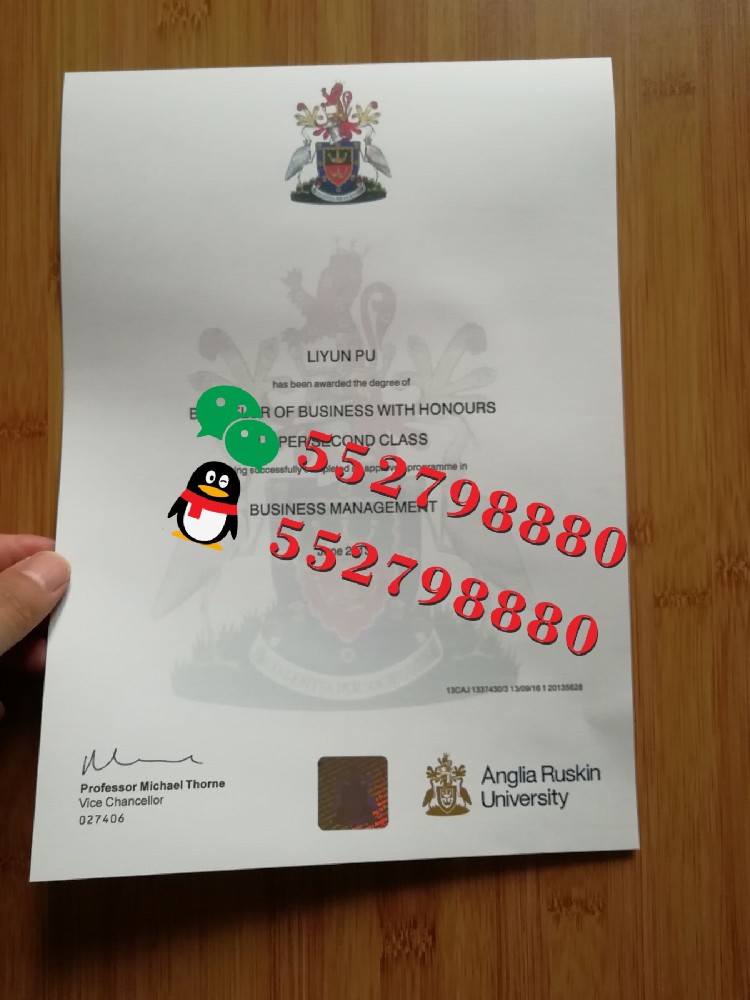 LIYUN PU
has been awarded the degree of
OF BUSINESS WITH HONOURS
SECOND CLASS
successfully programme in
BUSINESS MANAGEMENT
552798880
552798880
13CAJ 1337430/3 13/09/16 1 20135628
Professor Michael Thorne
Vice Chancellor
027406
Anglia Ruskin
University